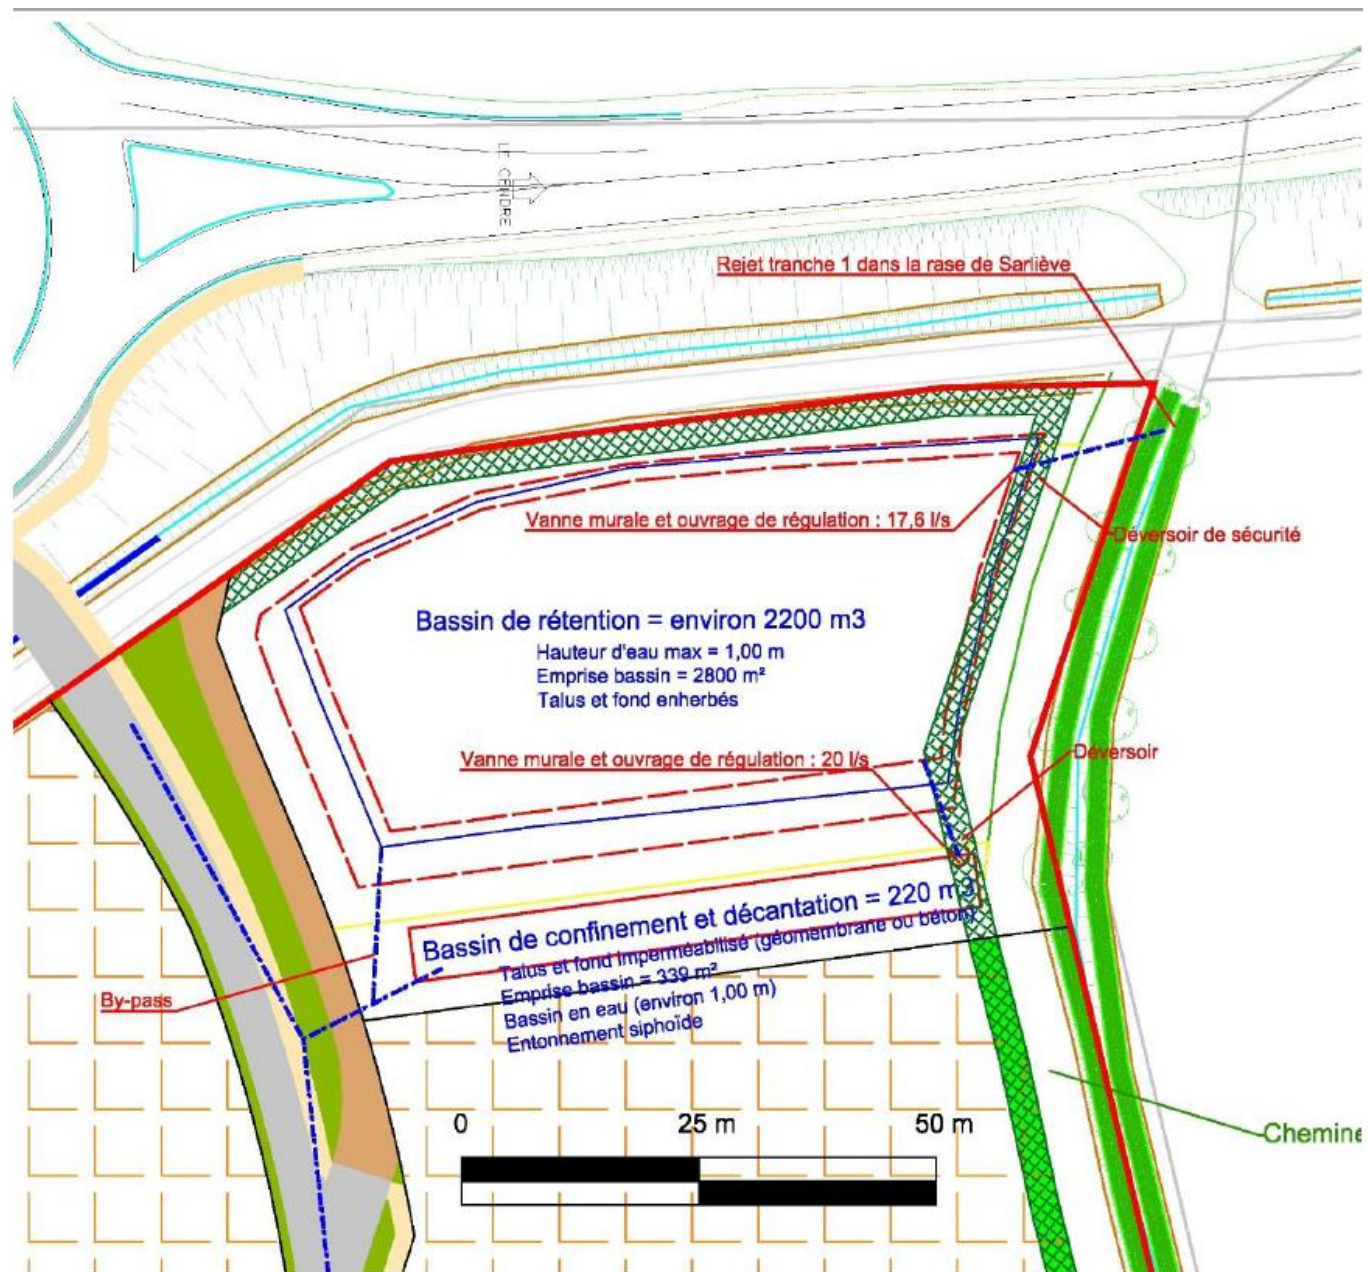 LE CENDRE
Rejet tranche 1 dans la rase de Sarliève
Vanne murale et ouvrage de régulation : 17,6 l/s
Déversoir de sécurité
Bassin de rétention = environ 2200 m3
Hauteur d'eau max = 1,00 m
Emprise bassin = 2800 m²
Talus et fond enherbés
Vanne murale et ouvrage de régulation : 20 l/s
Déversoir
Bassin de confinement et décantation = 220 m3
Talus et fond imperméabilisé (géomembrane ou béton)
Emprise bassin = 339 m²
Bassin en eau (environ 1,00 m)
Entonnement siphoïde
By-pass
0 25 m 50 m
Chemine